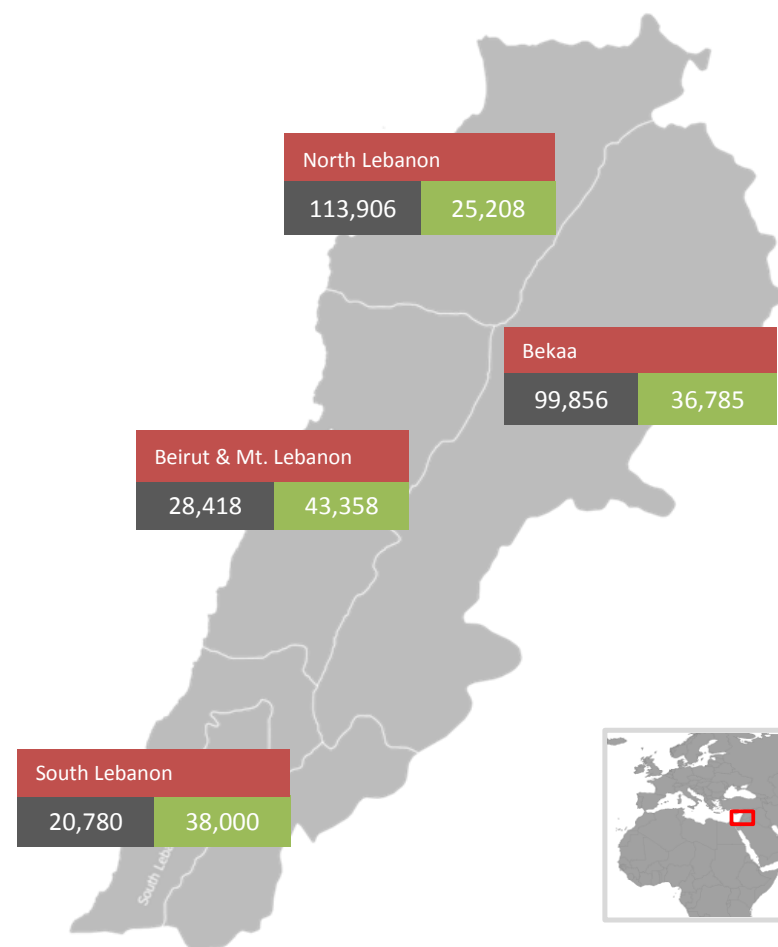 North Lebanon
113,906 25,208
Bekaa
99,856 36,785
Beirut & Mt. Lebanon
28,418 43,358
South Lebanon
20,780 38,000
South